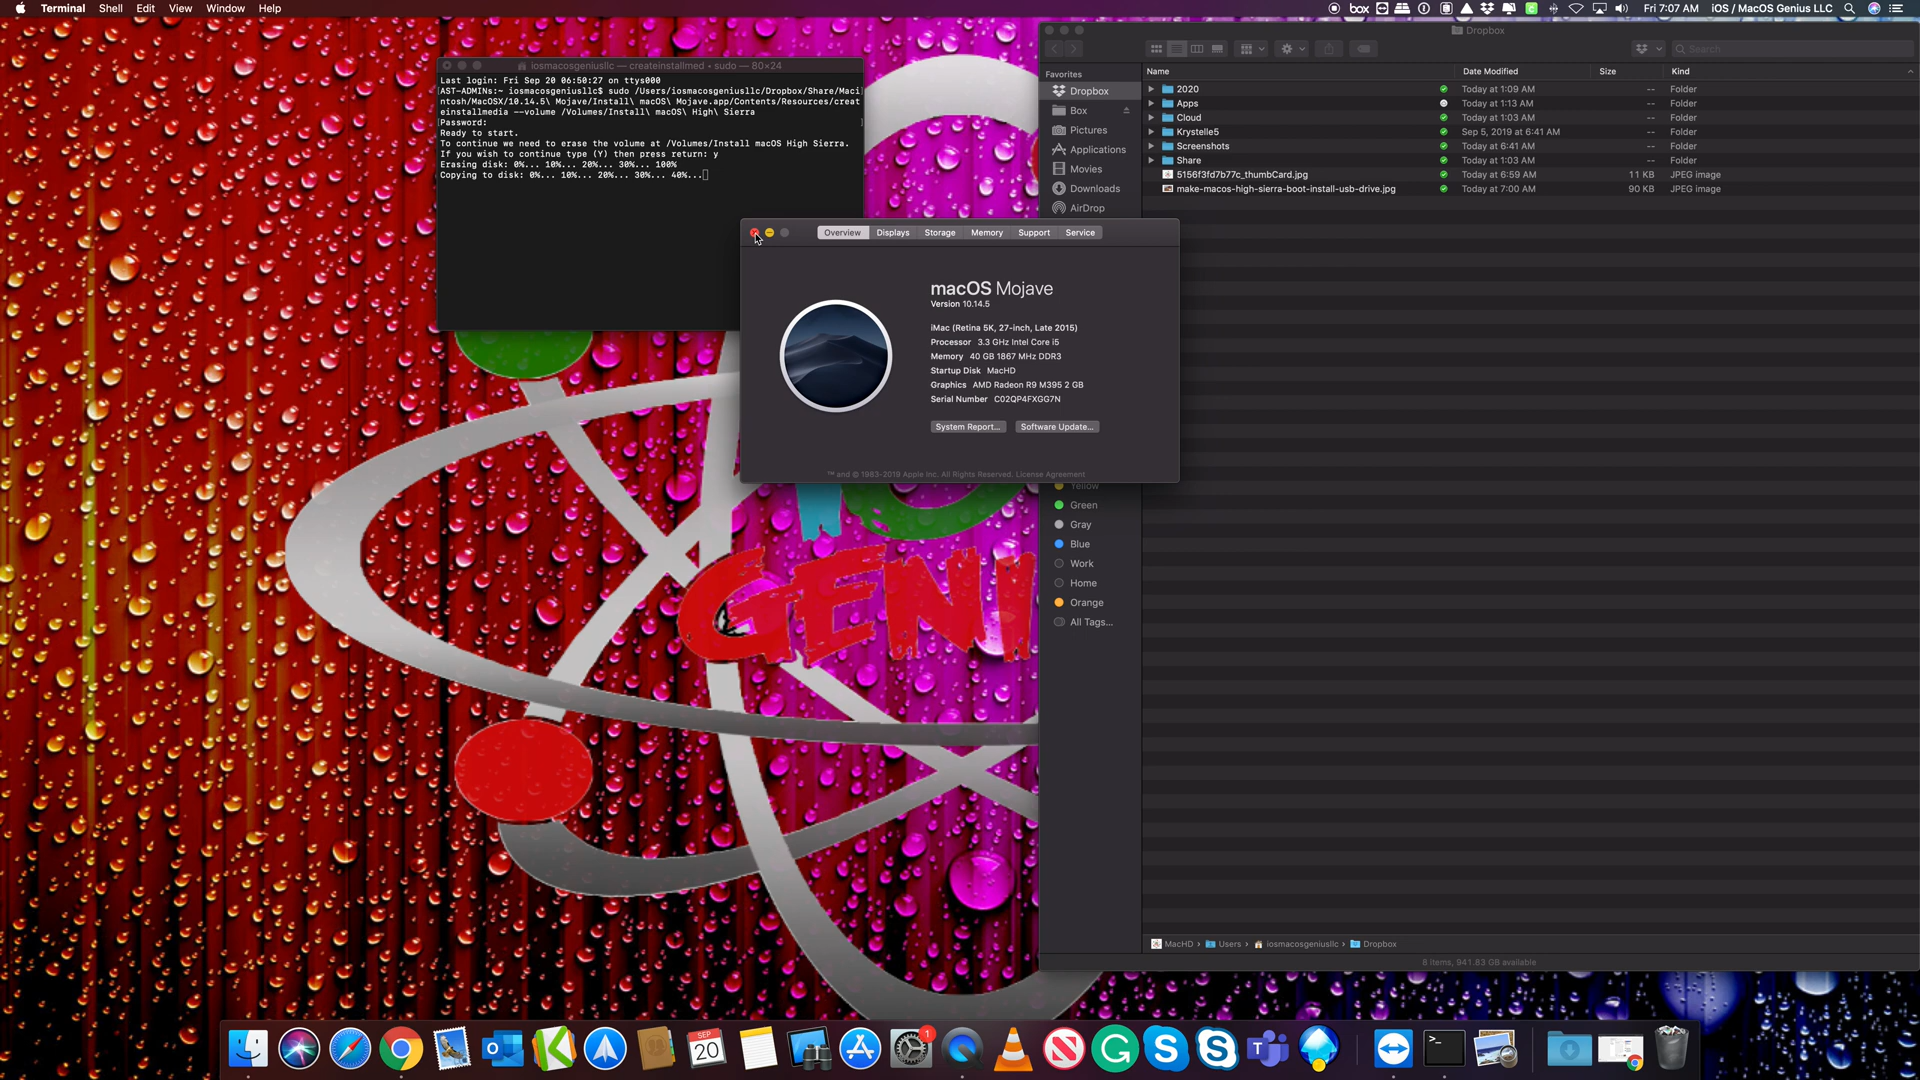 Terminal Shell Edit View Window Help
box
Fri 7:07 AM iOS / MacOS Genius LLC
iosmacosgeniusllc — createinstallmed • sudo — 80×24
Last login: Fri Sep 20 06:50:27 on ttys000
[AST-ADMINs:~ iosmacosgeniusllc$ sudo /Users/iosmacosgeniusllc/Dropbox/Share/Maci]
ntosh/MacOSX/10.14.5\ Mojave/Install\ macOS\ Mojave.app/Contents/Resources/creat
einstallmedia --volume /Volumes/Install\ macOS\ High\ Sierra
Password:
Ready to start.
To continue we need to erase the volume at /Volumes/Install macOS High Sierra.
If you wish to continue type (Y) then press return: y
Erasing disk: 0%... 10%... 20%... 30%... 100%
Copying to disk: 0%... 10%... 20%... 30%... 40%...
Overview Displays Storage Memory Support Service
macOS Mojave
Version 10.14.5
iMac (Retina 5K, 27-inch, Late 2015)
Processor 3.3 GHz Intel Core i5
Memory 40 GB 1867 MHz DDR3
Startup Disk MacHD
Graphics AMD Radeon R9 M395 2 GB
Serial Number C02QP4FXGG7N
System Report... Software Update...
™ and © 1983-2019 Apple Inc. All Rights Reserved. License Agreement
Dropbox
Search
Favorites
Dropbox
Box
Pictures
Applications
Movies
Downloads
AirDrop
Yellow
Green
Gray
Blue
Work
Home
Orange
All Tags...
Name Date Modified Size Kind
2020 Today at 1:09 AM -- Folder
Apps Today at 1:13 AM -- Folder
Cloud Today at 1:03 AM -- Folder
Krystelle5 Sep 5, 2019 at 6:41 AM -- Folder
Screenshots Today at 6:41 AM -- Folder
Share Today at 1:03 AM -- Folder
5156f3fd7b77c_thumbCard.jpg Today at 6:59 AM 11 KB JPEG image
make-macos-high-sierra-boot-install-usb-drive.jpg Today at 7:00 AM 90 KB JPEG image
MacHD › Users › iosmacosgeniusllc › Dropbox
8 items, 941.83 GB available
GENI
SEP
20
1